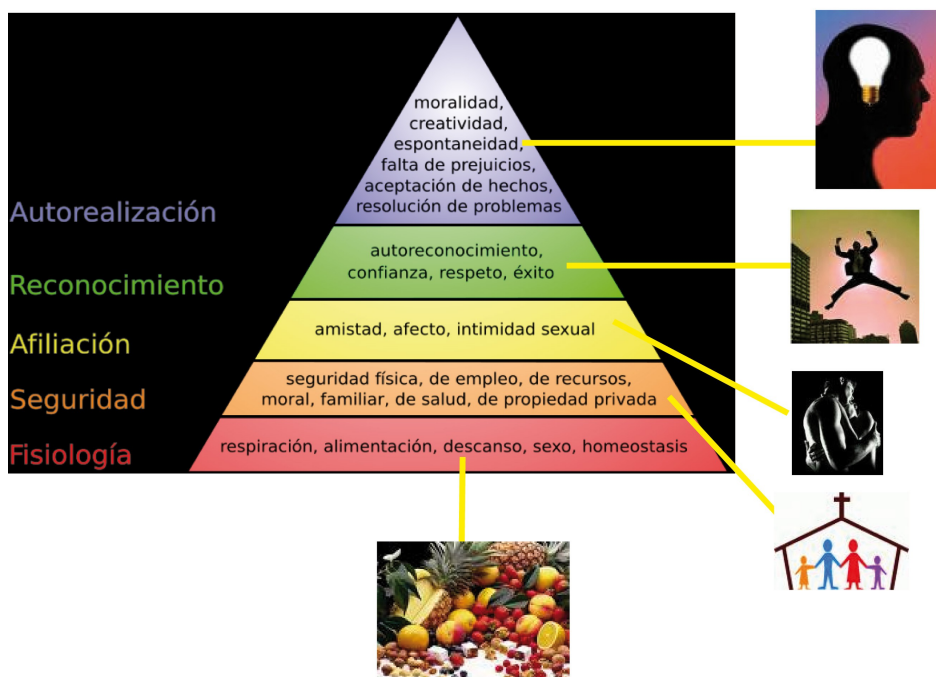 moralidad,
creatividad,
espontaneidad,
falta de prejuicios,
aceptación de hechos,
resolución de problemas
Autorealización
autoreconocimiento,
confianza, respeto, éxito
Reconocimiento
amistad, afecto, intimidad sexual
Afiliación
seguridad física, de empleo, de recursos,
moral, familiar, de salud, de propiedad privada
Seguridad
respiración, alimentación, descanso, sexo, homeostasis
Fisiología